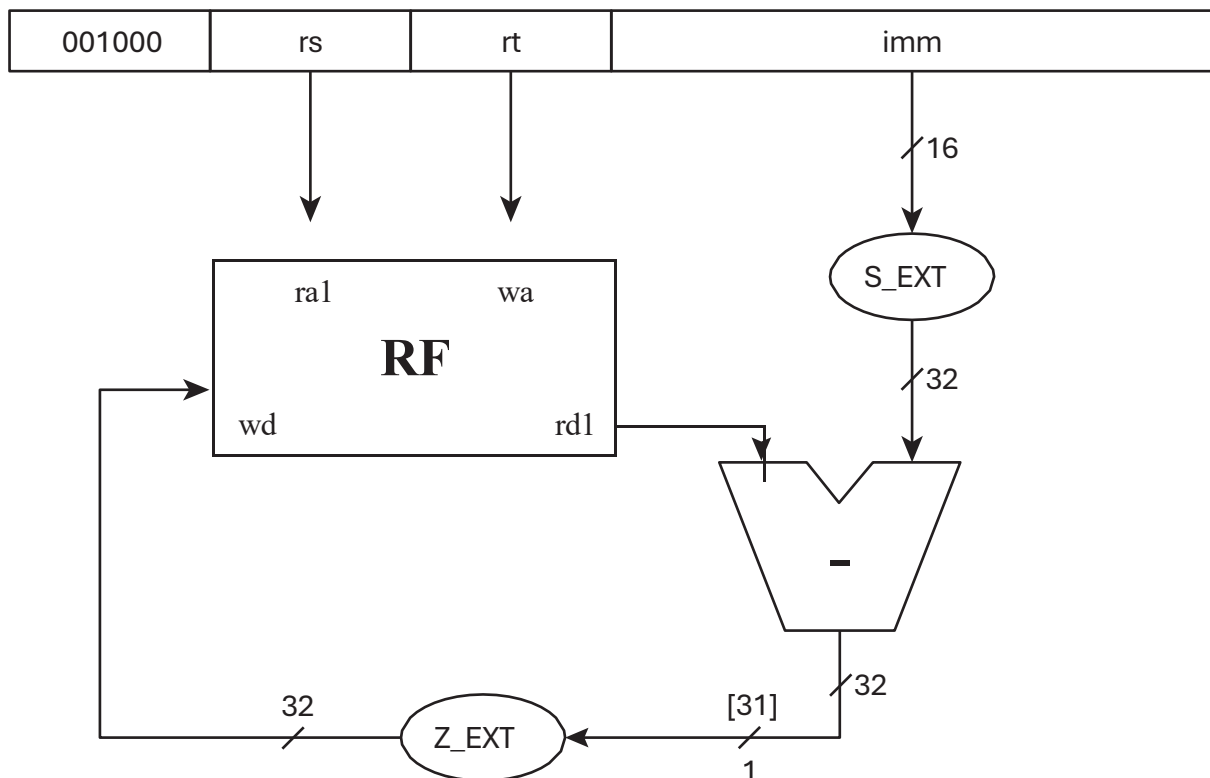 001000 rs rt imm
16
S_EXT
ra1 wa
RF
32
wd rd1
-
32
32
[31]
Z_EXT
1